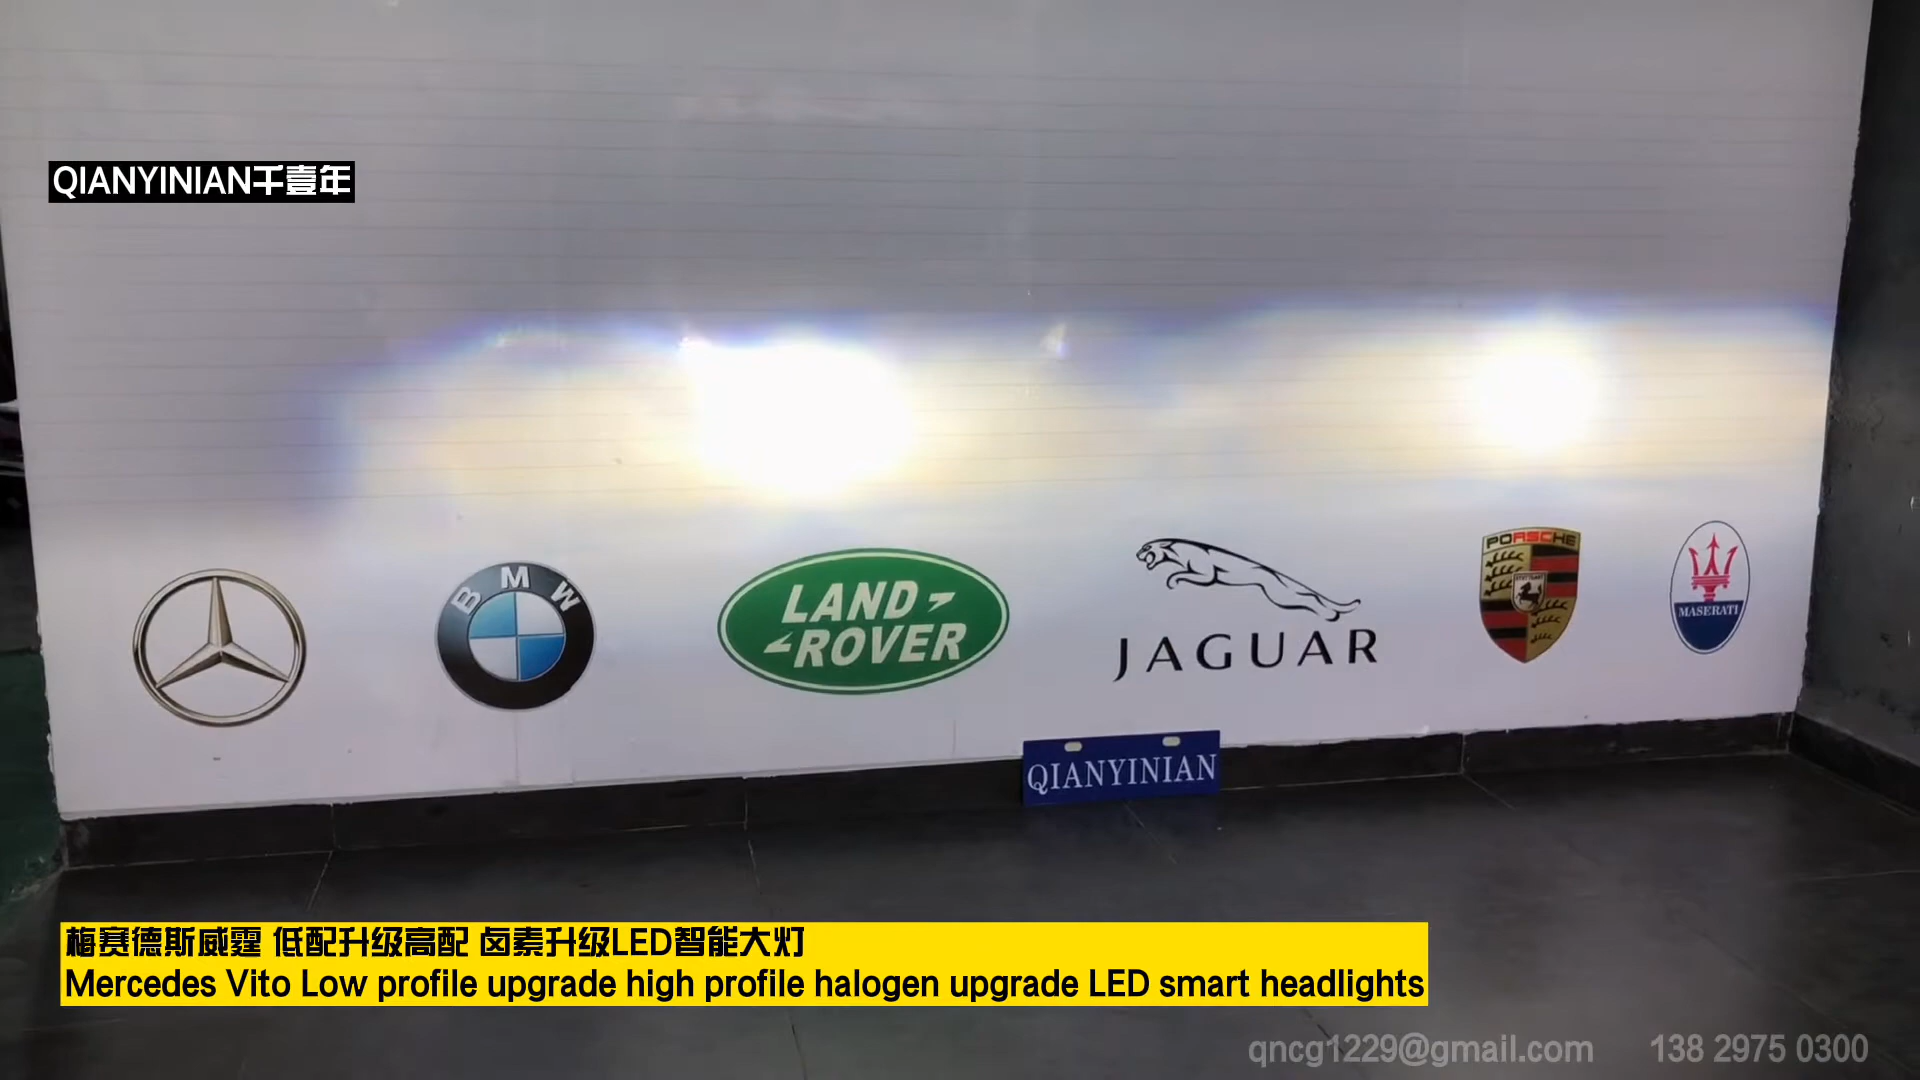 QIANYINIAN千壹年
BMW
LAND
ROVER
JAGUAR
PORSCHE
MASERATI
QIANYINIAN
梅赛德斯威霆 低配升级高配 卤素升级LED智能大灯
Mercedes Vito Low profile upgrade high profile halogen upgrade LED smart headlights
qncg1229@gmail.com 138 2975 0300